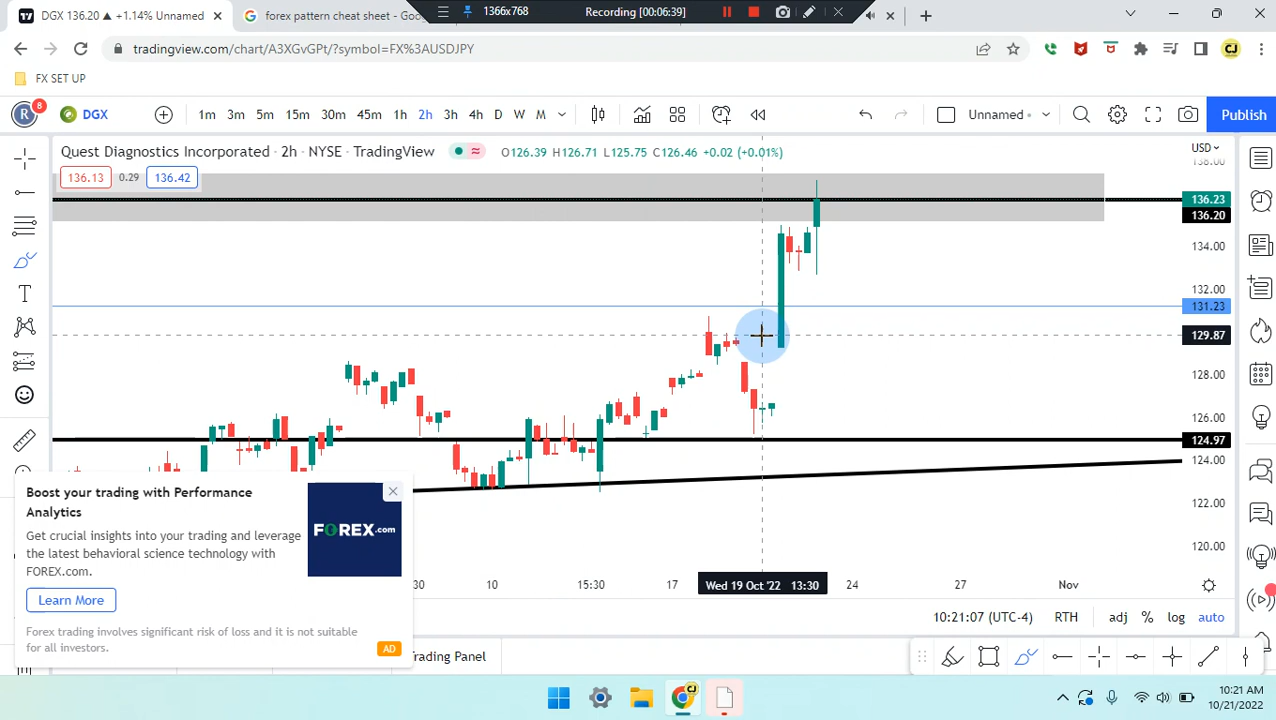 DGX 136.20 ▲ +1.14% Unnamed
forex pattern cheat sheet - Goo
1366x768
Recording [00:06:39]
tradingview.com/chart/A3XGvGPt/?symbol=FX%3AUSDJPY
FX SET UP
R 8
DGX
1m 3m 5m 15m 30m 45m 1h 2h 3h 4h D W M
Unnamed
Publish
Quest Diagnostics Incorporated · 2h · NYSE · TradingView
O126.39 H126.71 L125.75 C126.46 +0.02 (+0.01%)
USD
138.00
136.13 0.29 136.42
136.23
136.20
134.00
132.00
131.23
129.87
128.00
126.00
124.97
124.00
122.00
120.00
Boost your trading with Performance
Analytics
Get crucial insights into your trading and leverage
the latest behavioral science technology with
FOREX.com.
FOREX.com
Learn More
Forex trading involves significant risk of loss and it is not suitable
for all investors.
AD
:30 10 15:30 17 Wed 19 Oct '22 13:30 24 27 Nov
10:21:07 (UTC-4) RTH adj % log auto
Trading Panel
CJ
10:21 AM
10/21/2022